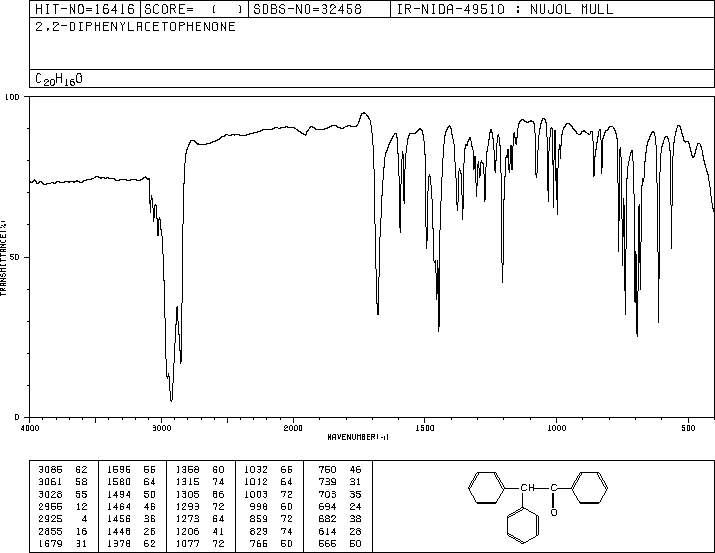 HIT-NO=16416 SCORE= ( ) SDBS-NO=32458 IR-NIDA-49510 : NUJOL MULL
2,2-DIPHENYLACETOPHENONE
C20H16O
100
50
0
TRANSMITTANCE(%)
4000 3000 2000 1500 1000 500
WAVENUMBER(-1)
3085 62 1596 56 1358 60 1032 66 750 46
3061 58 1580 64 1315 74 1012 64 739 31
3028 55 1494 50 1305 86 1003 72 703 35
2955 12 1464 46 1293 72 998 60 694 24
2925 4 1456 36 1273 64 859 72 682 38
2855 16 1448 26 1206 41 829 74 614 28
1679 31 1378 62 1077 72 766 50 565 50
CH C
O